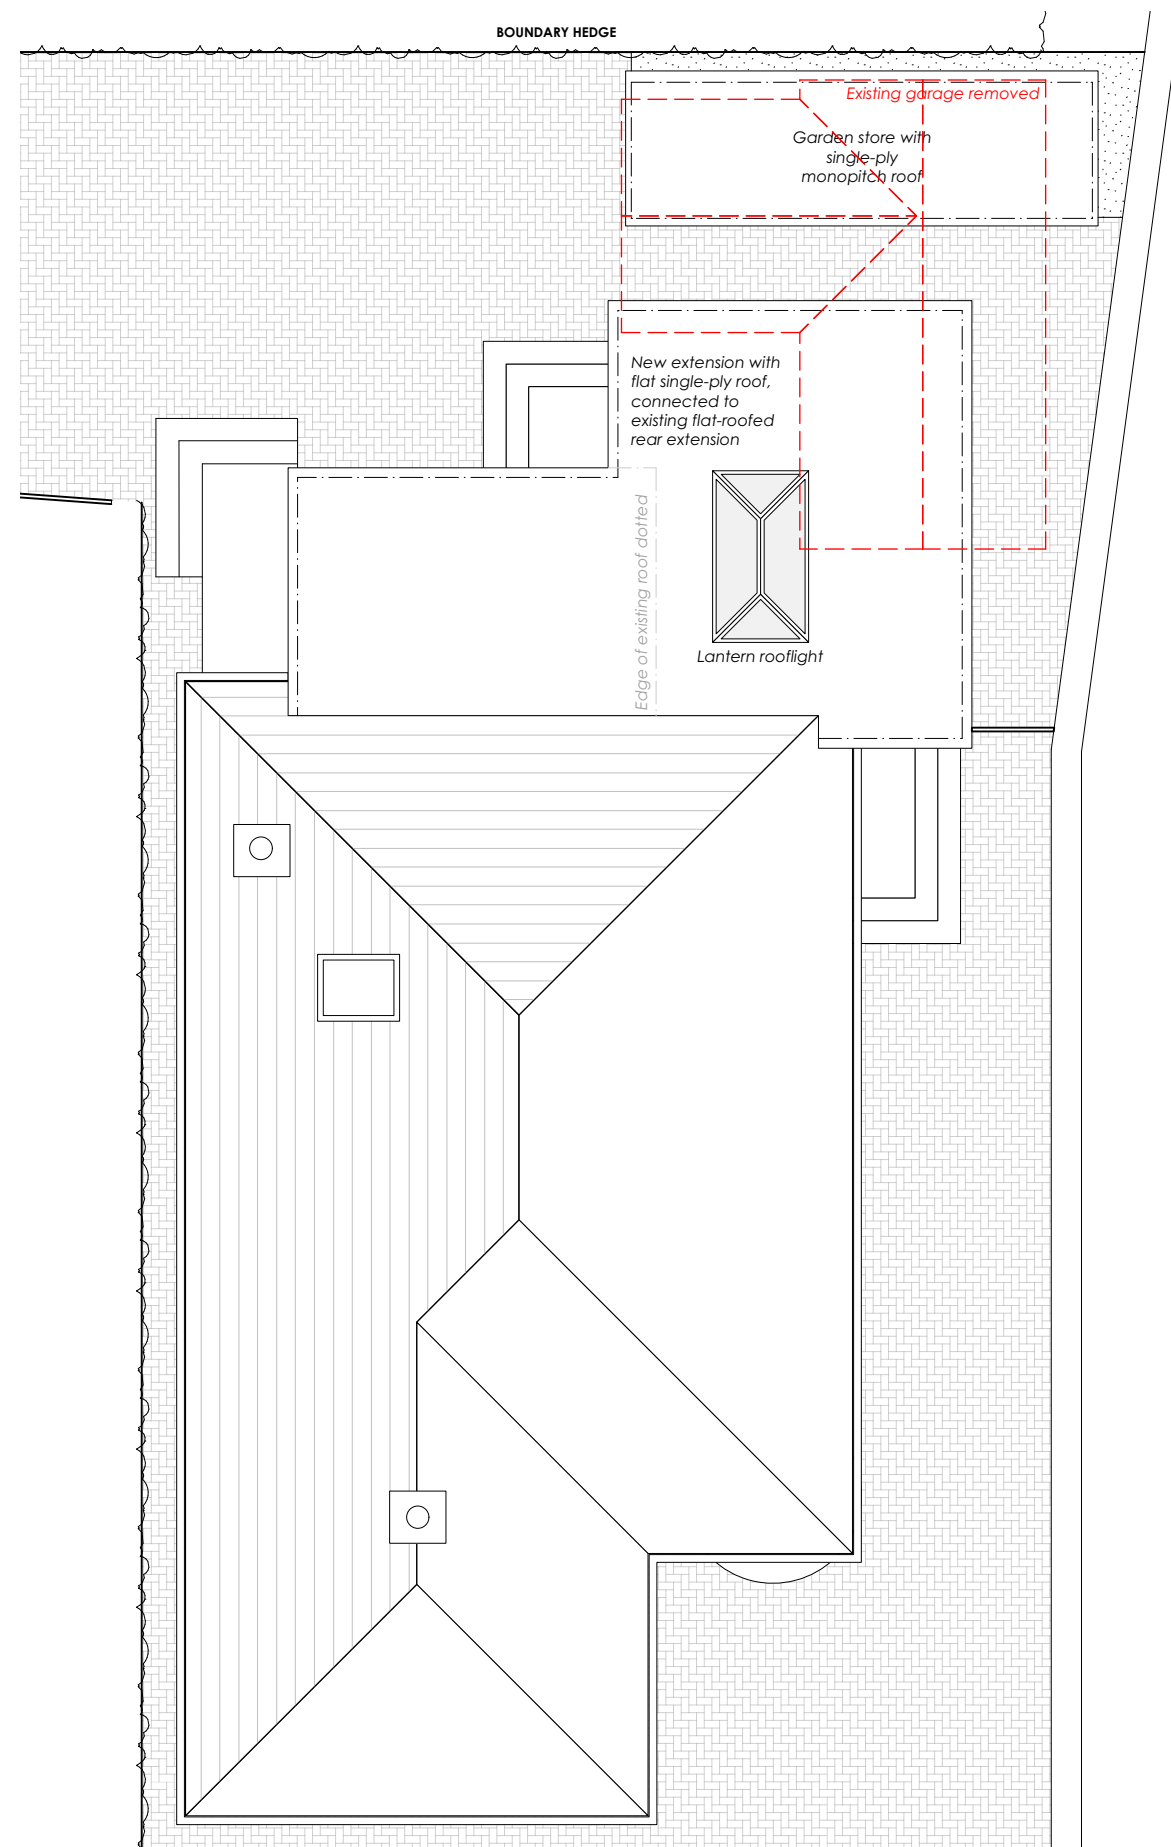 BOUNDARY HEDGE
Existing garage removed
Garden store with
single-ply
monopitch roof
New extension with
flat single-ply roof,
connected to
existing flat-roofed
rear extension
Edge of existing roof dotted
Lantern rooflight